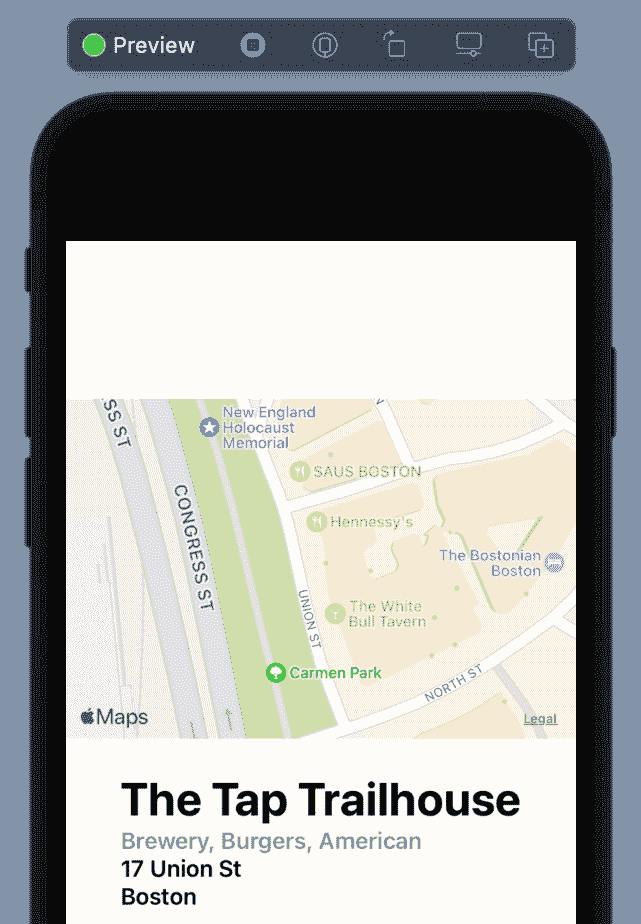 Preview
SS ST
CONGRESS ST
New England
Holocaust
Memorial
SAUS BOSTON
Hennessy's
The Bostonian
Boston
UNION ST
The White
Bull Tavern
Carmen Park
NORTH ST
Maps
Legal
The Tap Trailhouse
Brewery, Burgers, American
17 Union St
Boston